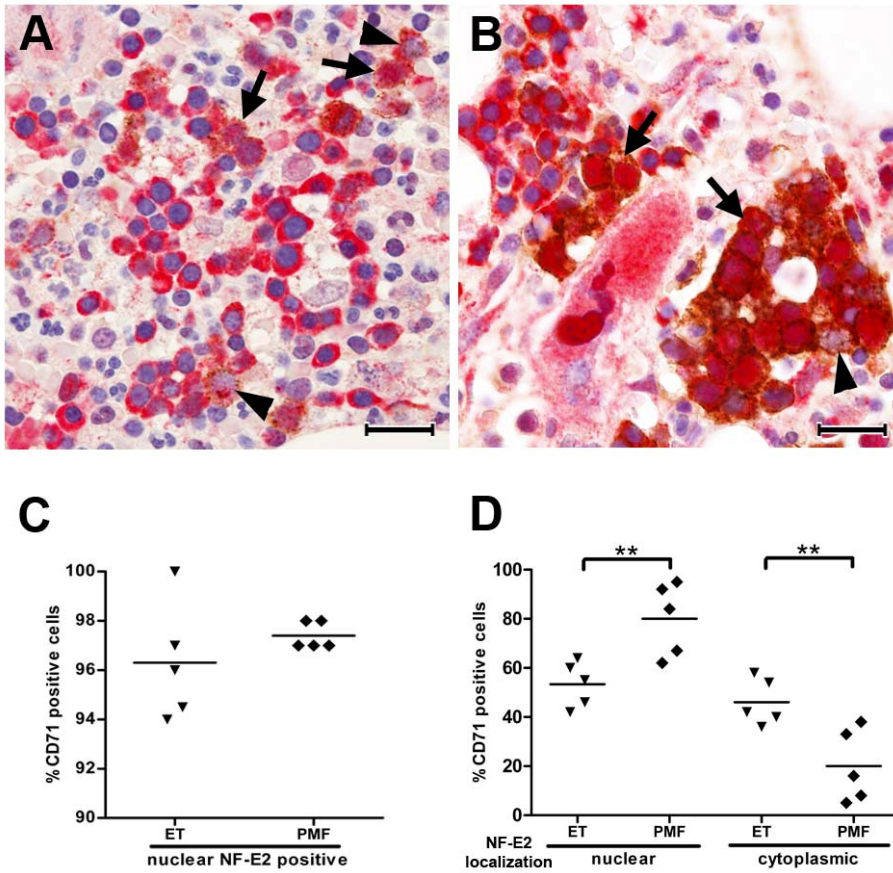 A
B
C
%CD71 positive cells
100
98
96
94
92
90
ET PMF
nuclear NF-E2 positive
D
** **
%CD71 positive cells
100
80
60
40
20
0
ET PMF ET PMF
NF-E2
localization nuclear cytoplasmic